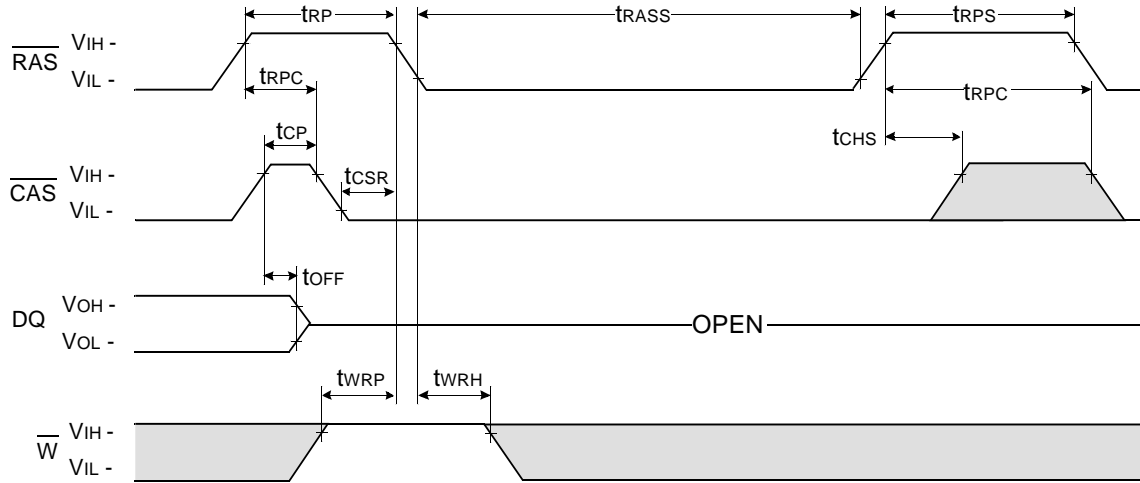 tRP tRASS tRPS
RAS VIH -
VIL -
tRPC tRPC
tCP tCHS
CAS VIH -
VIL -
tCSR
tOFF
DQ VOH -
VOL -
OPEN
tWRP tWRH
W VIH -
VIL -